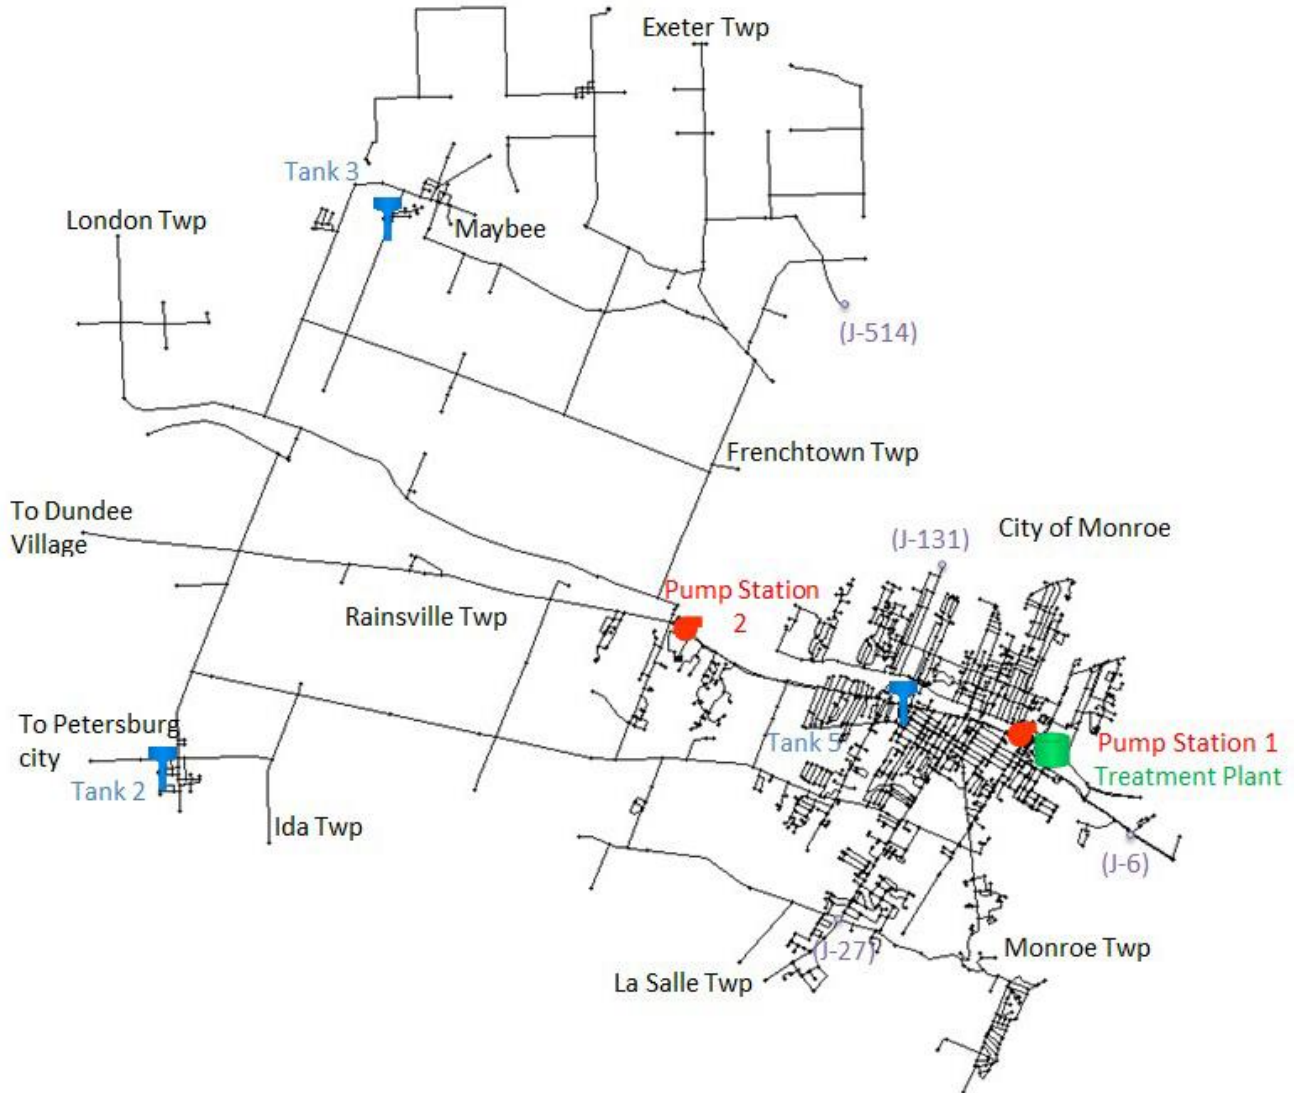 Exeter Twp
Tank 3
London Twp
Maybee
(J-514)
Frenchtown Twp
To Dundee
Village
(J-131)
City of Monroe
Pump Station
2
Rainsville Twp
To Petersburg
city
Tank 2
Tank 5
Pump Station 1
Treatment Plant
Ida Twp
(J-6)
(J-27)
Monroe Twp
La Salle Twp